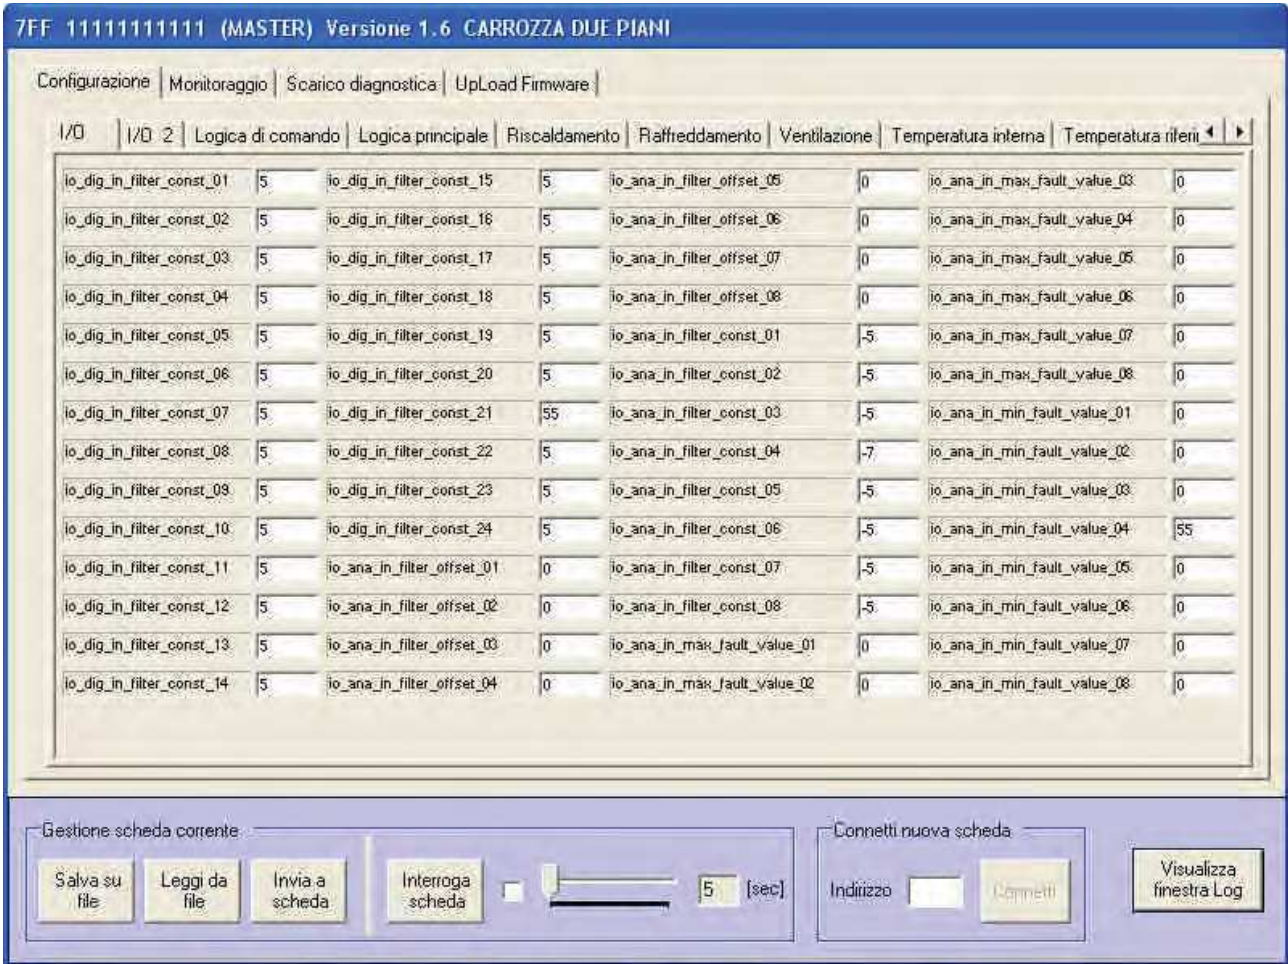 7FF 11111111111 (MASTER) Versione 1.6 CARROZZA DUE PIANI
Configurazione Monitoraggio Scarico diagnostica UpLoad Firmware
I/O I/O 2 Logica di comando Logica principale Riscaldamento Raffreddamento Ventilazione Temperatura interna Temperatura riferi
io_dig_in_filter_const_01 5 io_dig_in_filter_const_15 5 io_ana_in_filter_offset_05 0 io_ana_in_max_fault_value_03 0
io_dig_in_filter_const_02 5 io_dig_in_filter_const_16 5 io_ana_in_filter_offset_06 0 io_ana_in_max_fault_value_04 0
io_dig_in_filter_const_03 5 io_dig_in_filter_const_17 5 io_ana_in_filter_offset_07 0 io_ana_in_max_fault_value_05 0
io_dig_in_filter_const_04 5 io_dig_in_filter_const_18 5 io_ana_in_filter_offset_08 0 io_ana_in_max_fault_value_06 0
io_dig_in_filter_const_05 5 io_dig_in_filter_const_19 5 io_ana_in_filter_const_01 -5 io_ana_in_max_fault_value_07 0
io_dig_in_filter_const_06 5 io_dig_in_filter_const_20 5 io_ana_in_filter_const_02 -5 io_ana_in_max_fault_value_08 0
io_dig_in_filter_const_07 5 io_dig_in_filter_const_21 55 io_ana_in_filter_const_03 -5 io_ana_in_min_fault_value_01 0
io_dig_in_filter_const_08 5 io_dig_in_filter_const_22 5 io_ana_in_filter_const_04 -7 io_ana_in_min_fault_value_02 0
io_dig_in_filter_const_09 5 io_dig_in_filter_const_23 5 io_ana_in_filter_const_05 -5 io_ana_in_min_fault_value_03 0
io_dig_in_filter_const_10 5 io_dig_in_filter_const_24 5 io_ana_in_filter_const_06 -5 io_ana_in_min_fault_value_04 55
io_dig_in_filter_const_11 5 io_ana_in_filter_offset_01 0 io_ana_in_filter_const_07 -5 io_ana_in_min_fault_value_05 0
io_dig_in_filter_const_12 5 io_ana_in_filter_offset_02 0 io_ana_in_filter_const_08 -5 io_ana_in_min_fault_value_06 0
io_dig_in_filter_const_13 5 io_ana_in_filter_offset_03 0 io_ana_in_max_fault_value_01 0 io_ana_in_min_fault_value_07 0
io_dig_in_filter_const_14 5 io_ana_in_filter_offset_04 0 io_ana_in_max_fault_value_02 0 io_ana_in_min_fault_value_08 0
Gestione scheda corrente
Salva su
file
Leggi da
file
Invia a
scheda
Interroga
scheda
5 [sec]
Connetti nuova scheda
Indirizzo
Connetti
Visualizza
finestra Log